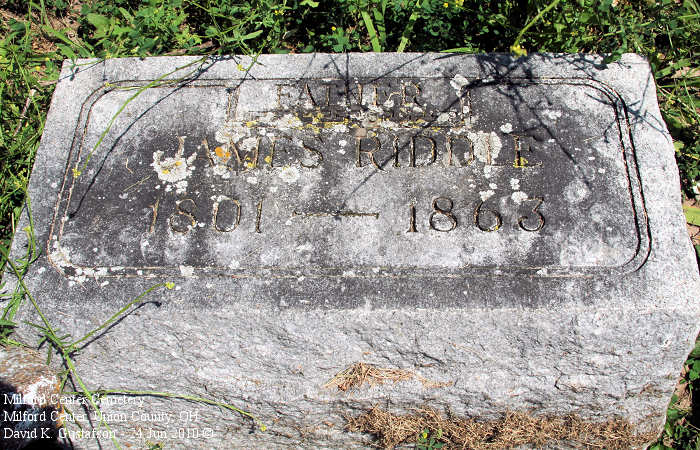 FATHER
JAMES RIDDLE
1801 — 1863
Milford Center Cemetery
Milford Center, Union County, OH
David K. Gustafson - 24 Jun 2010 ©